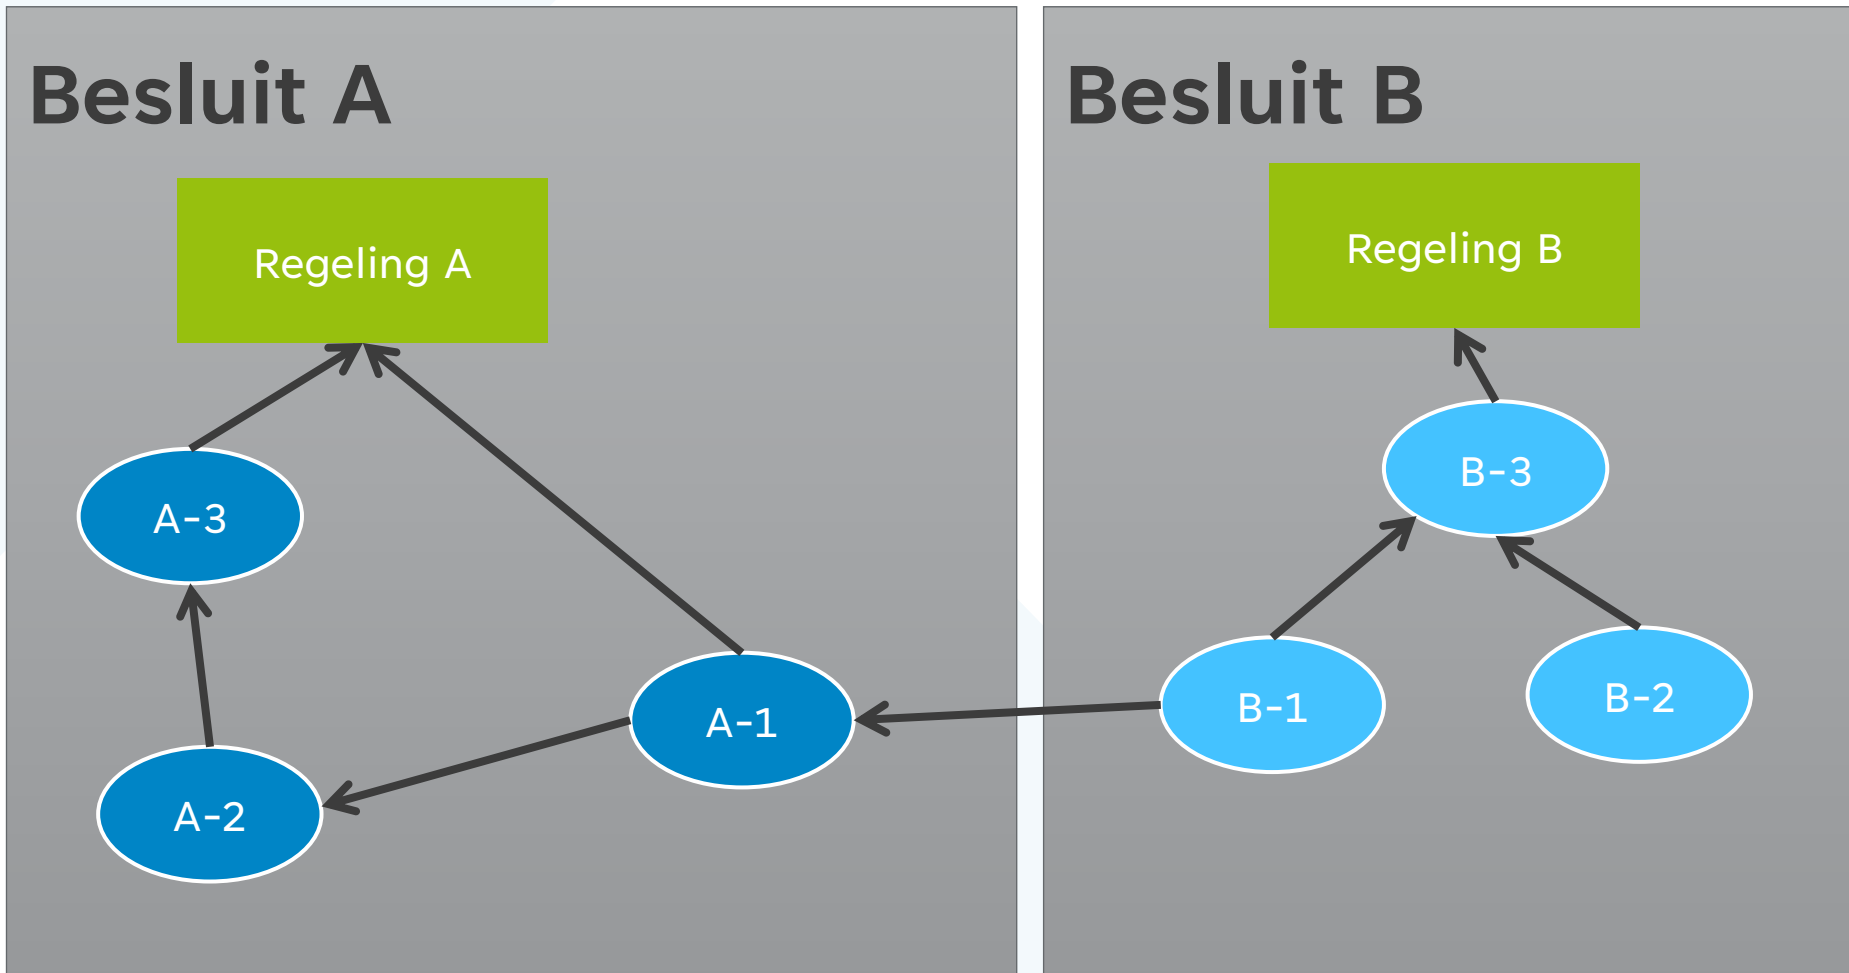 Besluit A
Regeling A
A-3
A-1
A-2
Besluit B
Regeling B
B-3
B-1
B-2